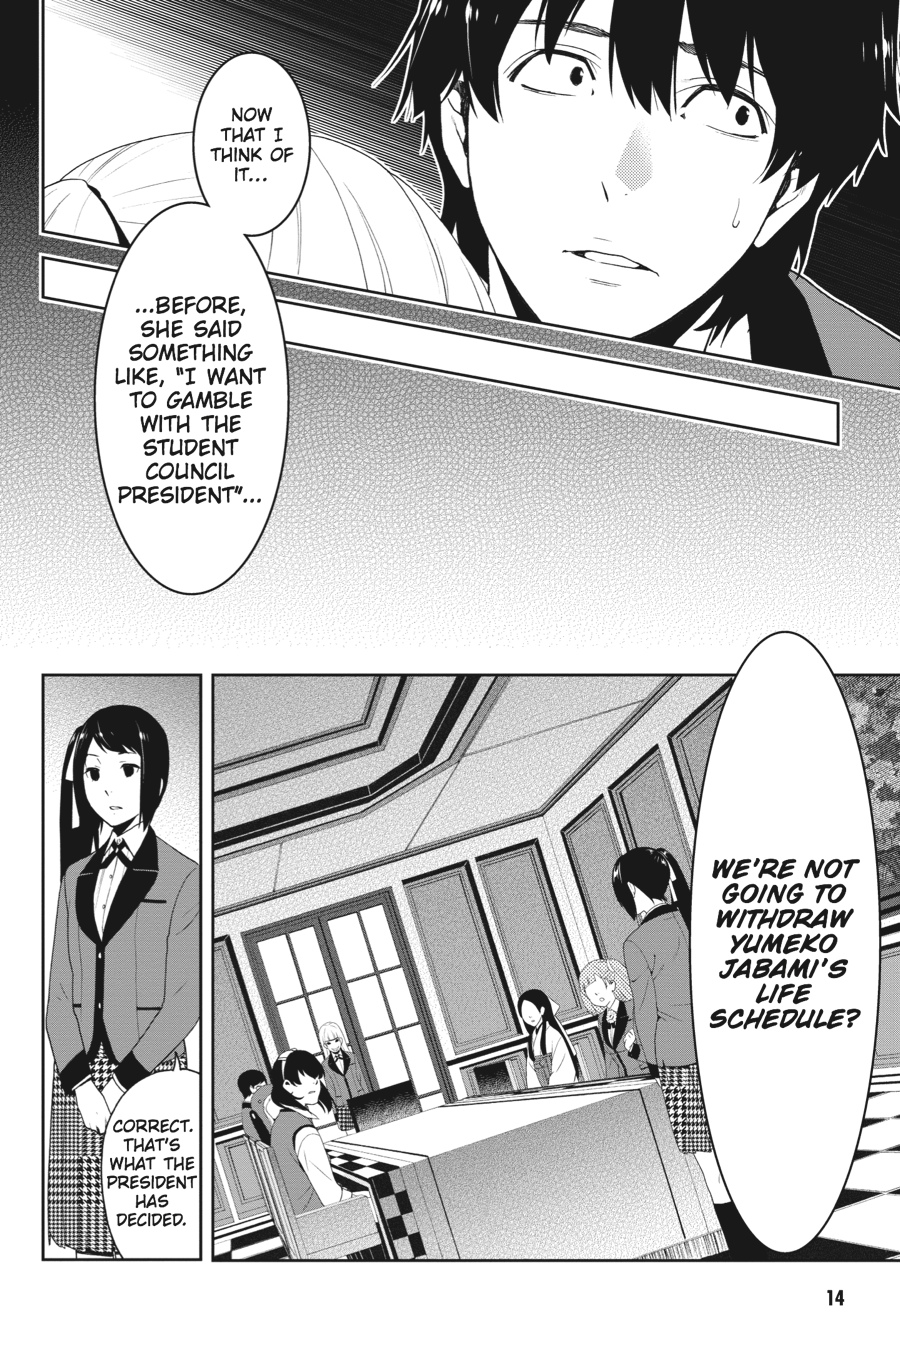 NOW
THAT I
THINK OF
IT...
...BEFORE,
SHE SAID
SOMETHING
LIKE, "I WANT
TO GAMBLE
WITH THE
STUDENT
COUNCIL
PRESIDENT"...
WE'RE NOT
GOING TO
WITHDRAW
YUMEKO
JABAMI'S
LIFE
SCHEDULE?
CORRECT.
THAT'S
WHAT THE
PRESIDENT
HAS
DECIDED.
14